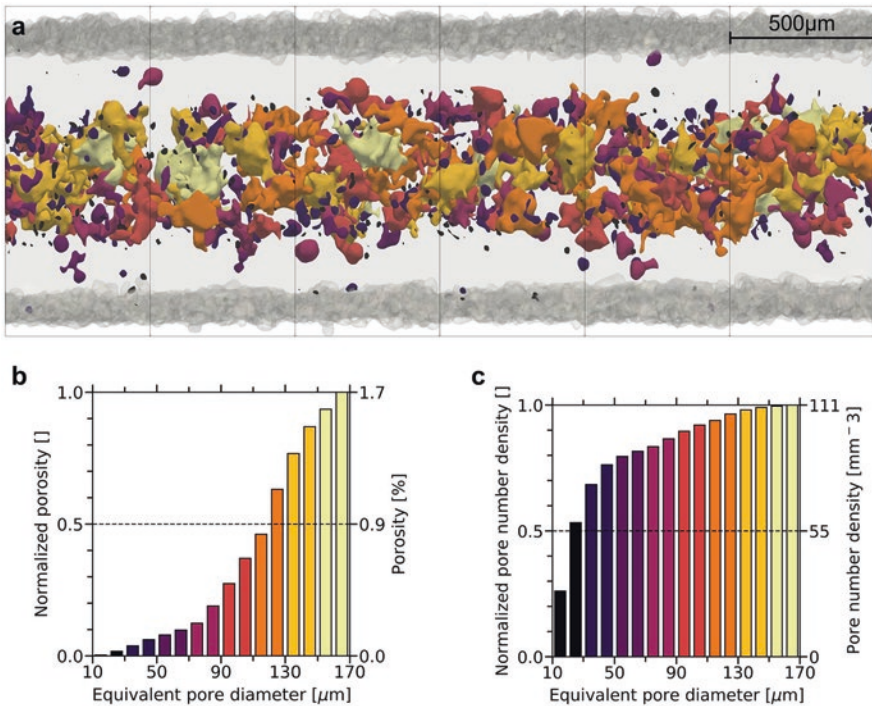 a
500μm
b
1.0
0.5
0.0
Normalized porosity []
1.7
0.9
0.0
Porosity [%]
10 50 90 130 170
Equivalent pore diameter [μm]
c
1.0
0.5
0.0
Normalized pore number density []
111
55
0
Pore number density [mm⁻3]
10 50 90 130 170
Equivalent pore diameter [μm]